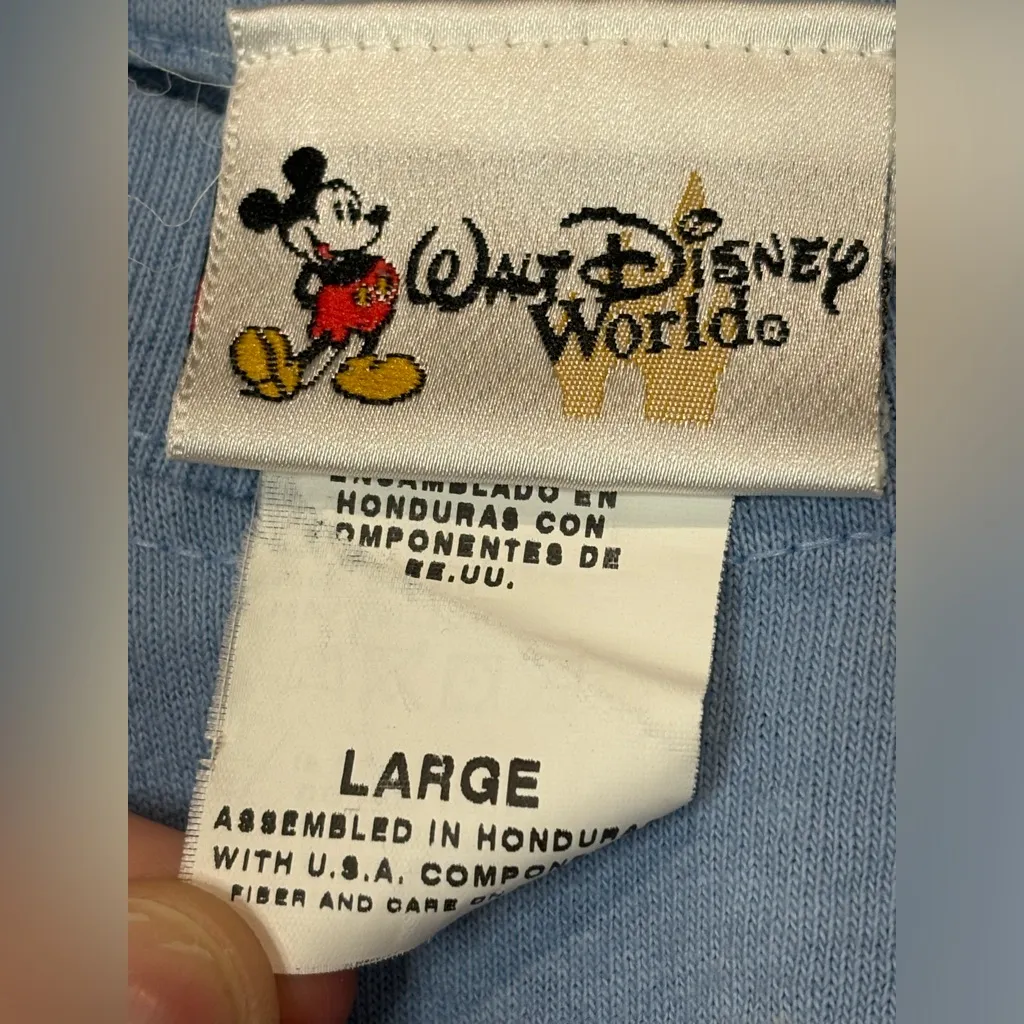 WALT DISNEY
World
ENSAMBLADO EN
HONDURAS CON
OMPONENTES DE
EE.UU.
LARGE
ASSEMBLED IN HONDURA
WITH U.S.A. COMPON
FIBER AND CARE